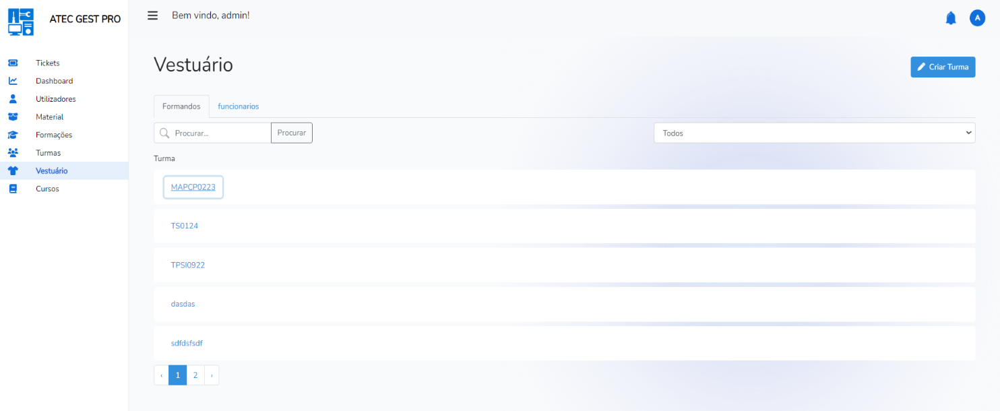 ATEC GEST PRO
Bem vindo, admin!
A
Tickets
Dashboard
Utilizadores
Material
Formações
Turmas
Vestuário
Cursos
Vestuário
Criar Turma
Formandos funcionarios
Procurar... Procurar Todos
Turma
MAPCP0223
TS0124
TPSI0922
dasdas
sdfdsfsdf
‹ 1 2 ›